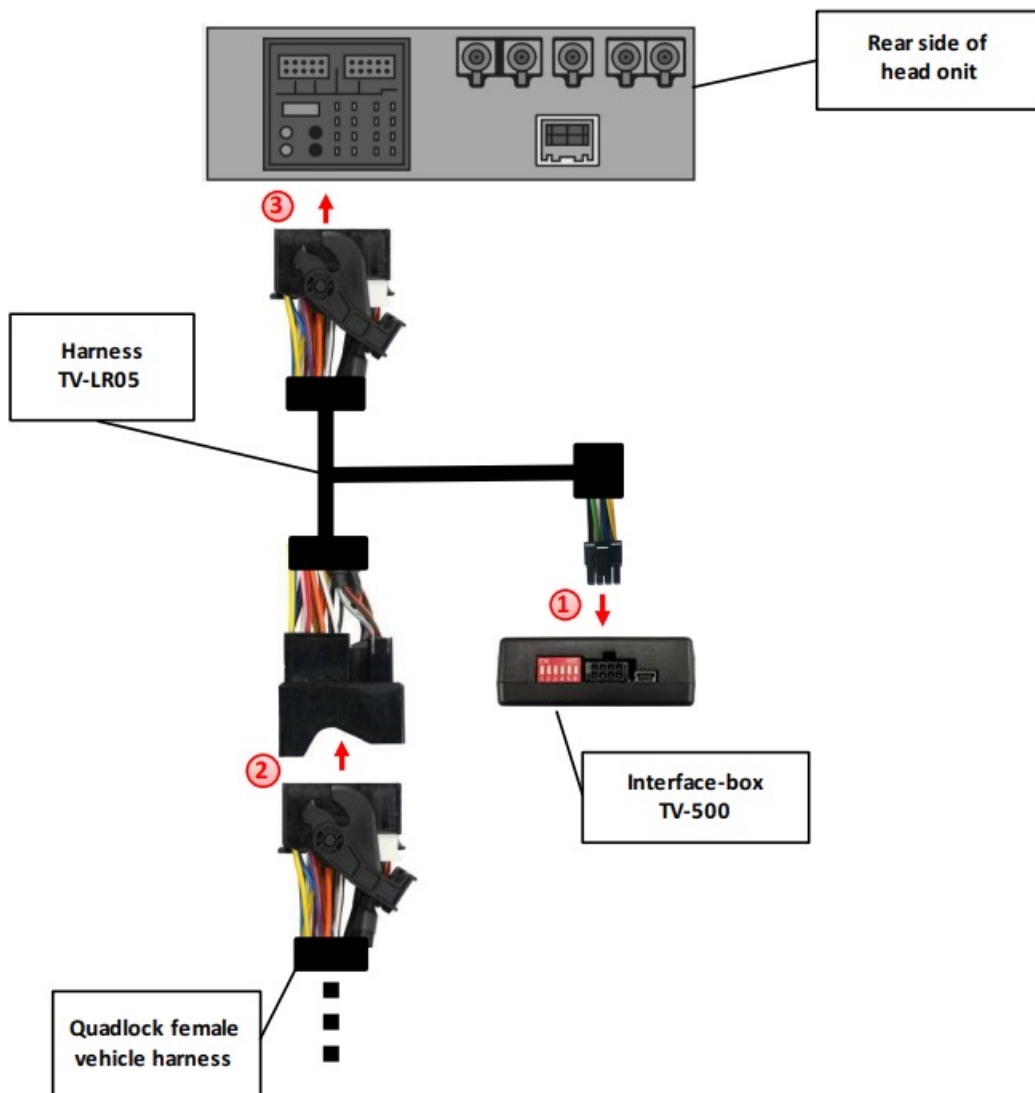 Rear side of
head onit
3
Harness
TV-LR05
1
2
Interface-box
TV-500
Quadlock female
vehicle harness